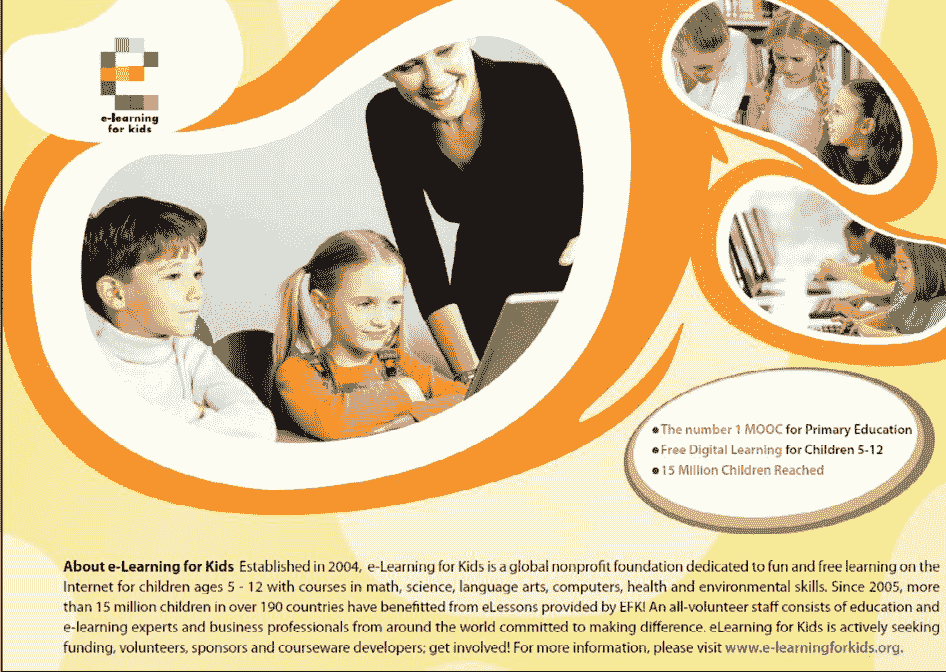 e-learning
for kids
The number 1 MOOC for Primary Education
Free Digital Learning for Children 5-12
15 Million Children Reached
About e-Learning for Kids Established in 2004, e-Learning for Kids is a global nonprofit foundation dedicated to fun and free learning on the
Internet for children ages 5 - 12 with courses in math, science, language arts, computers, health and environmental skills. Since 2005, more
than 15 million children in over 190 countries have benefitted from eLessons provided by EFK! An all-volunteer staff consists of education and
e-learning experts and business professionals from around the world committed to making difference. eLearning for Kids is actively seeking
funding, volunteers, sponsors and courseware developers; get involved! For more information, please visit www.e-learningforkids.org.